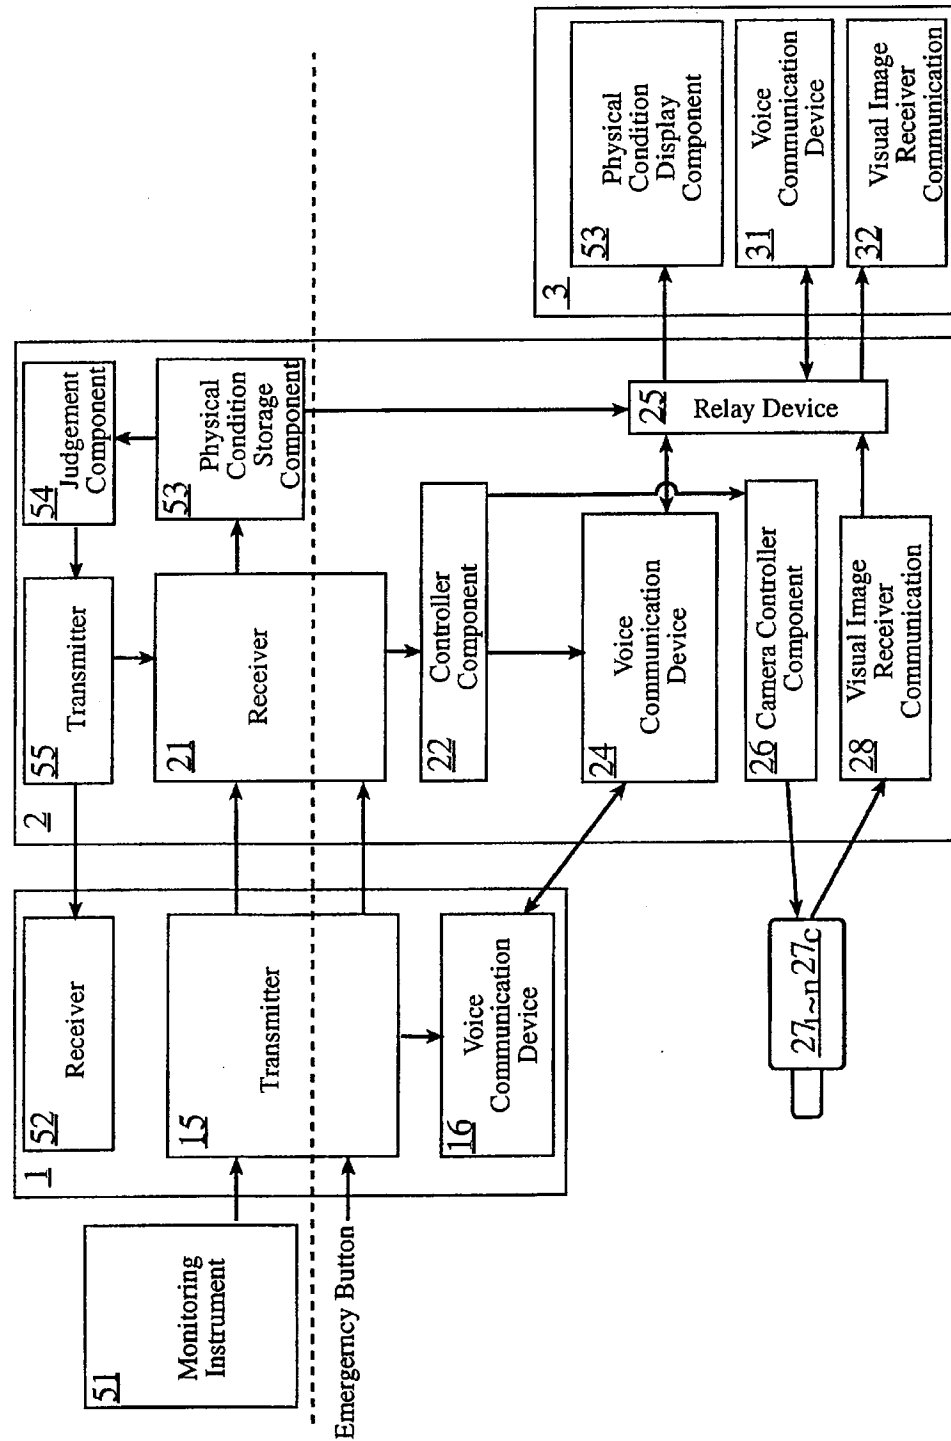 51
Monitoring
Instrument
Emergerncy Button
1
52
Receiver
15
Transmitter
16
Voice
Communication
Device
2
55
Transmitter
54
Judgement
Component
21
Receiver
53
Physical
Condition
Storage
Component
22
Controller
Component
24
Voice
Communication
Device
26 Camera Controller
Component
27₁~n27c
28
Visual Image
Receiver
Communication
25
Relay Device
3
53
Physical
Condition
Display
Component
31
Voice
Communication
Device
32
Visual Image
Receiver
Communication